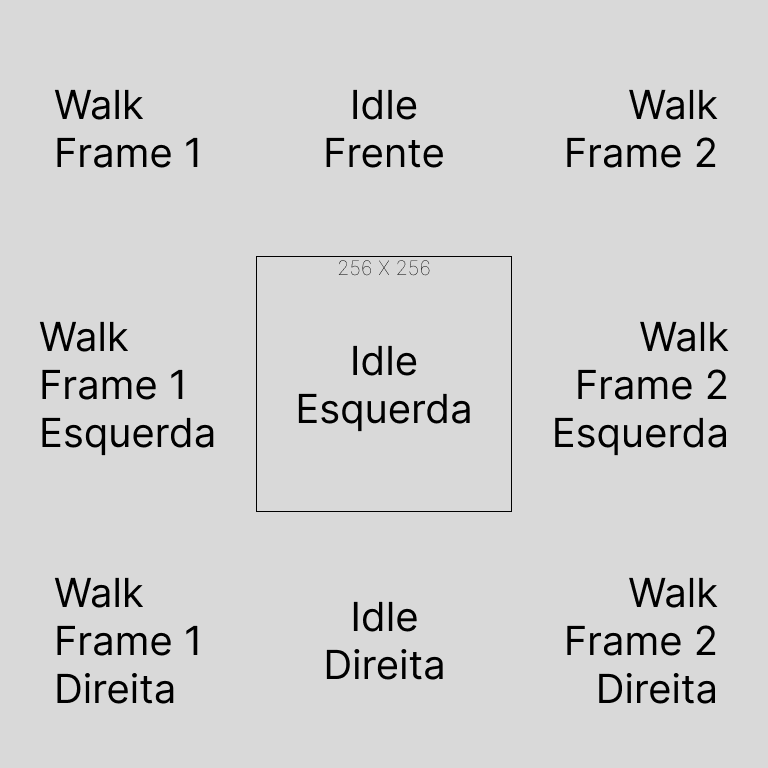 Walk
Frame 1
Idle
Frente
Walk
Frame 2
Walk
Frame 1
Esquerda
256 X 256
Idle
Esquerda
Walk
Frame 2
Esquerda
Walk
Frame 1
Direita
Idle
Direita
Walk
Frame 2
Direita